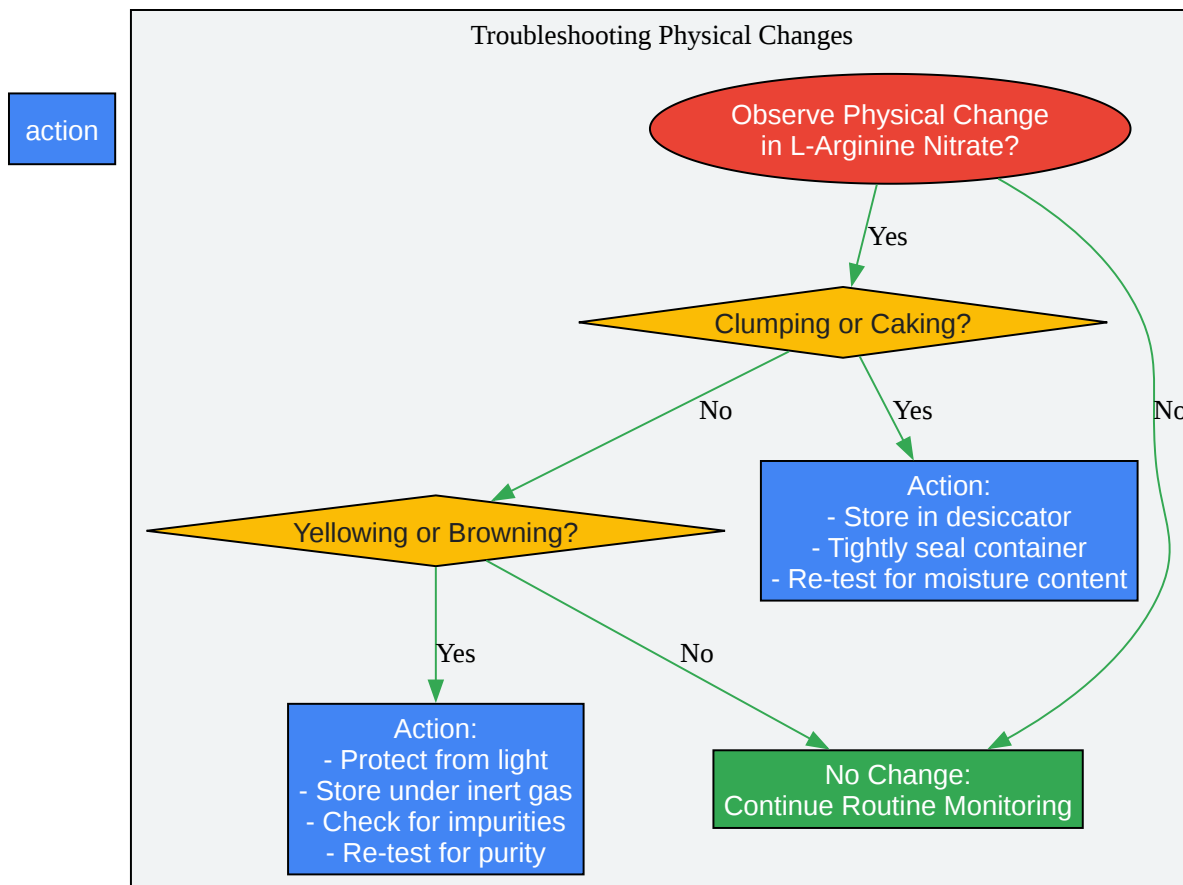 Troubleshooting Physical Changes
action
Observe Physical Change
in L-Arginine Nitrate?
Yes
Clumping or Caking?
No
Yes
No
Action:
- Store in desiccator
- Tightly seal container
- Re-test for moisture content
Yellowing or Browning?
Yes
No
Action:
- Protect from light
- Store under inert gas
- Check for impurities
- Re-test for purity
No Change:
Continue Routine Monitoring